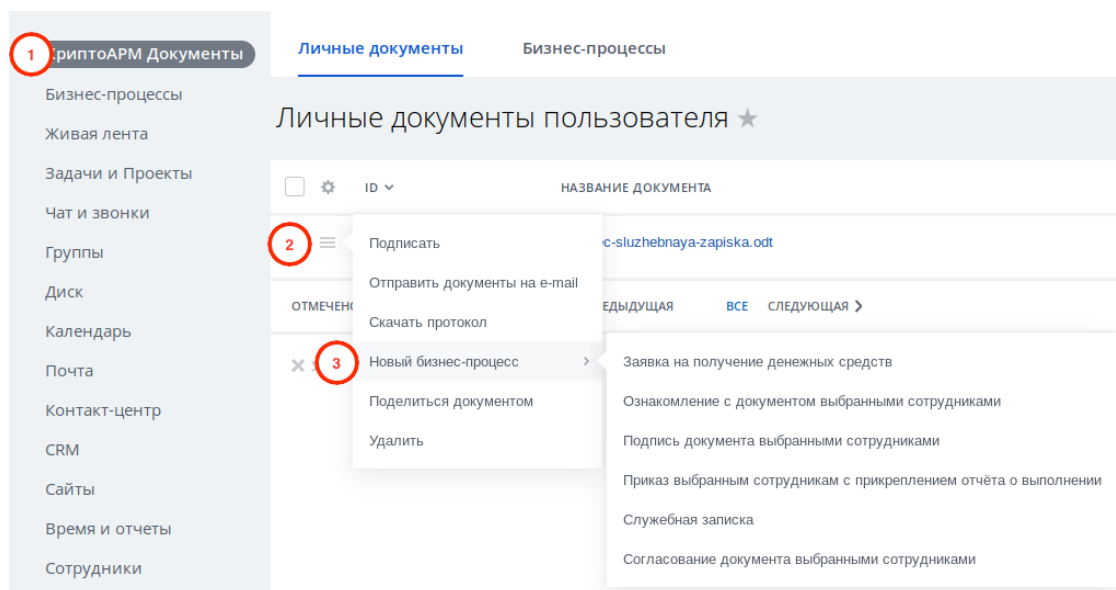 1 КриптоАРМ Документы
Личные документы Бизнес-процессы
Бизнес-процессы
Живая лента
Задачи и Проекты
Чат и звонки
Группы
Диск
Календарь
Почта
Контакт-центр
CRM
Сайты
Время и отчеты
Сотрудники
Личные документы пользователя
ID НАЗВАНИЕ ДОКУМЕНТА
2
ec-sluzhebnaya-zapiska.odt
ОТМЕЧЕНО ЕДЫДУЩАЯ ВСЕ СЛЕДУЮЩАЯ
Подписать
Отправить документы на e-mail
Скачать протокол
3 Новый бизнес-процесс
Поделиться документом
Удалить
Заявка на получение денежных средств
Ознакомление с документом выбранными сотрудниками
Подпись документа выбранными сотрудниками
Приказ выбранным сотрудникам с прикреплением отчёта о выполнении
Служебная записка
Согласование документа выбранными сотрудниками